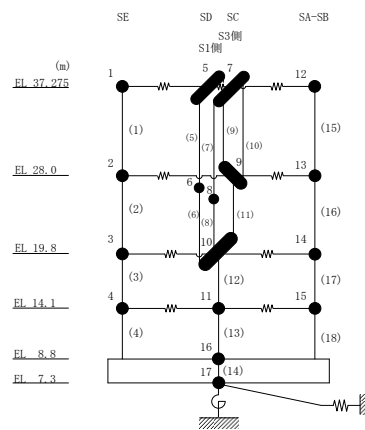 SE SD SC SA-SB
S3側
S1側
(m)
1 5 7 12
EL 37.275
(1) (5) (7) (9) (10) (15)
EL 28.0
2 6 8 9 13
(2) (6) (8) (11) (16)
EL 19.8
3 10 14
(3) (12) (17)
EL 14.1
4 11 15
(4) (13) (18)
EL 8.8
16
EL 7.3
17 (14)